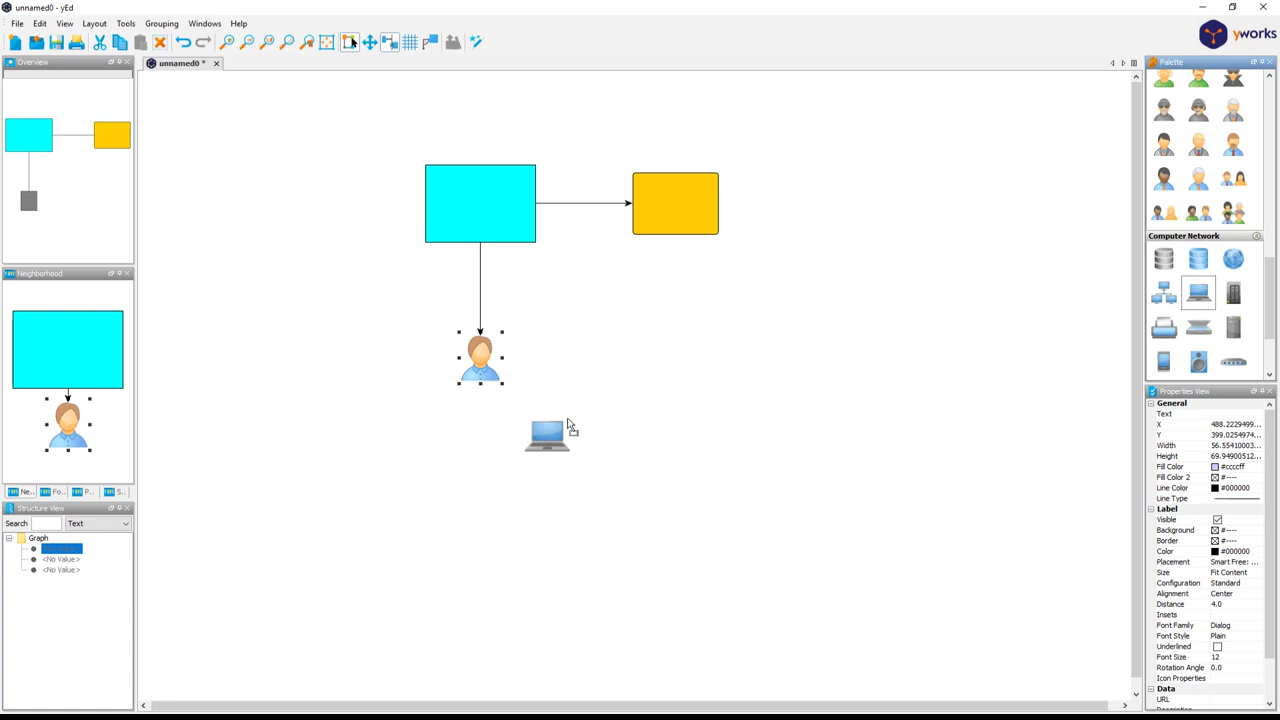 unnamed0 - yEd
File Edit View Layout Tools Grouping Windows Help
yworks
Overview
unnamed0 *
Palette
Computer Network
Neighborhood
Ne... Fo... P... S...
Structure View
Search Text
Graph
<No Value>
<No Value>
Properties View
General
Text
X 488.2229499...
Y 399.0254974...
Width 56.55410003...
Height 69.94900512...
Fill Color #ccccff
Fill Color 2 #----
Line Color #000000
Line Type
Label
Visible
Background #----
Border #----
Color #000000
Placement Smart Free: ...
Size Fit Content
Configuration Standard
Alignment Center
Distance 4.0
Insets
Font Family Dialog
Font Style Plain
Underlined
Font Size 12
Rotation Angle 0.0
Icon Properties
Data
URL